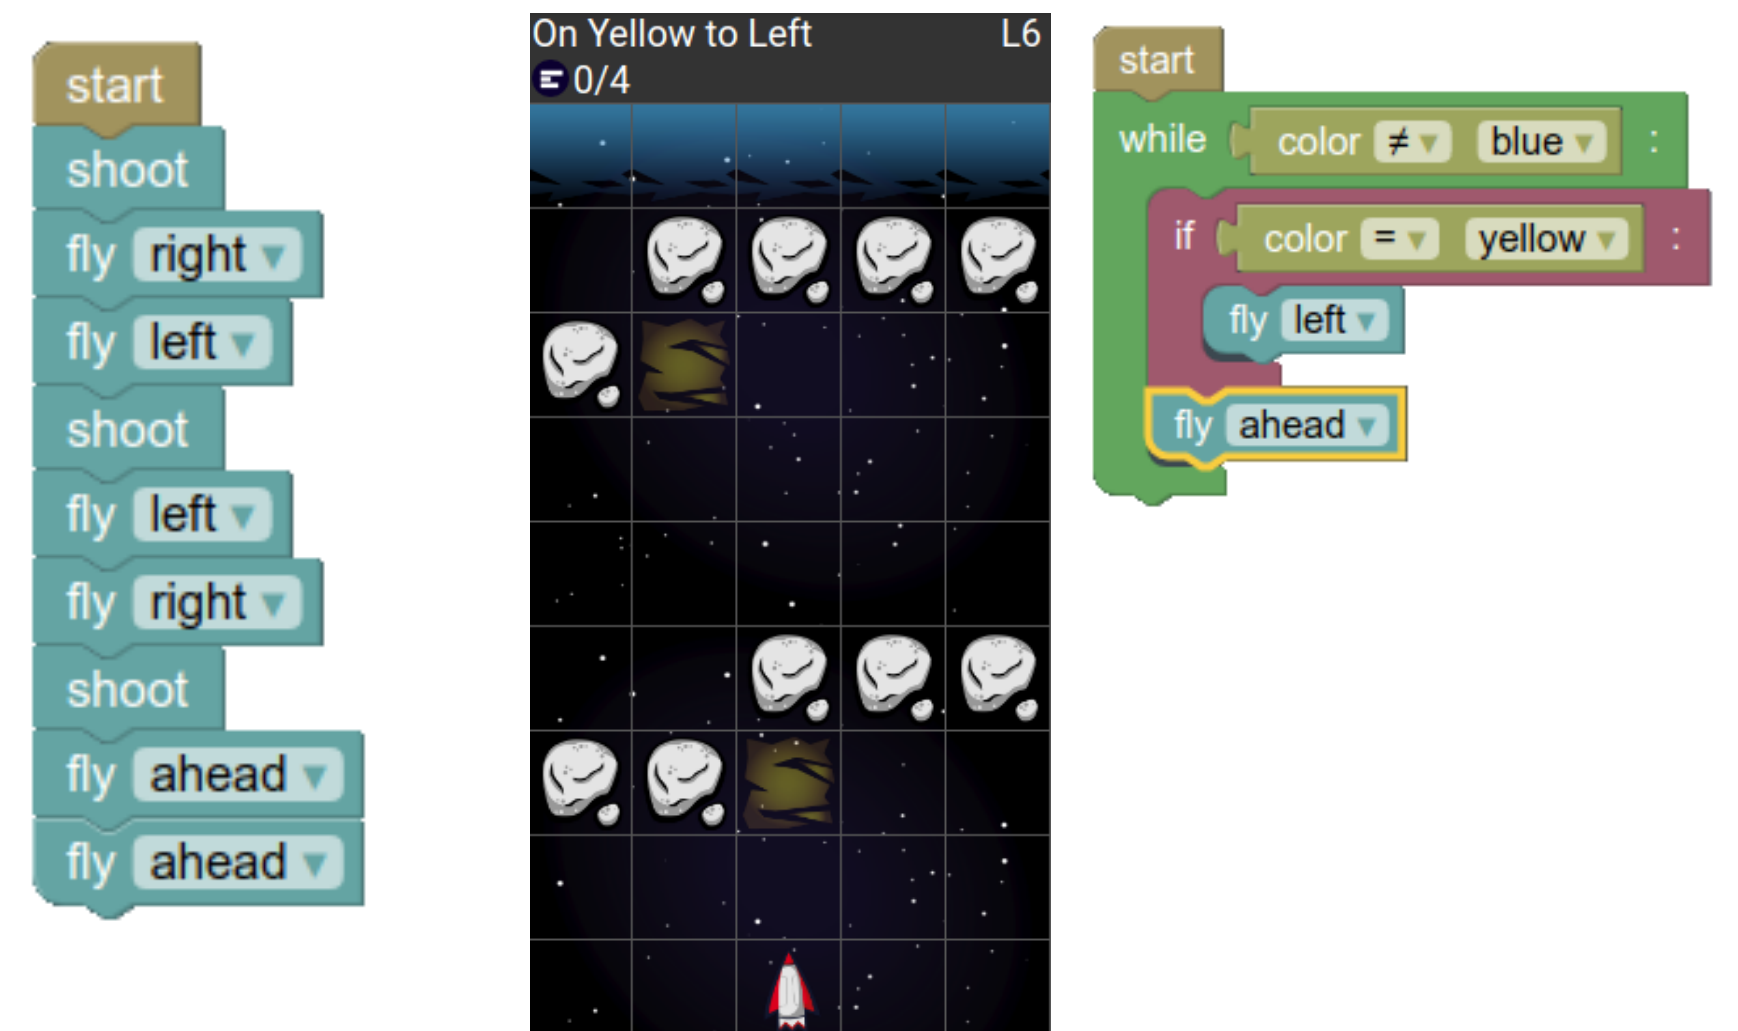 start
shoot
fly right
fly left
shoot
fly left
fly right
shoot
fly ahead
fly ahead
On Yellow to Left L6
0/4
start
while color ≠ blue :
if color = yellow :
fly left
fly ahead